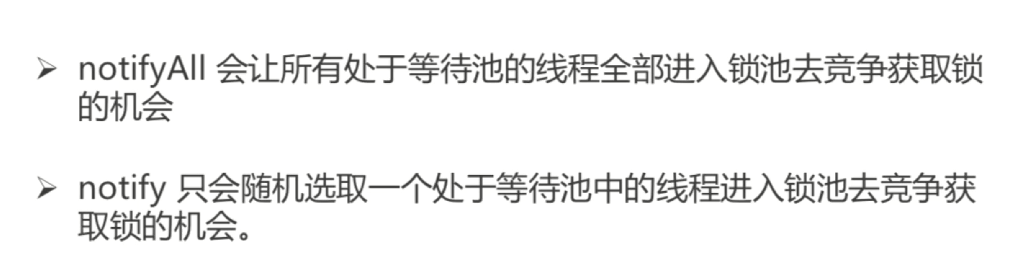 ➢ notifyAll 会让所有处于等待池的线程全部进入锁池去竞争获取锁
的机会
➢ notify 只会随机选取一个处于等待池中的线程进入锁池去竞争获
取锁的机会。